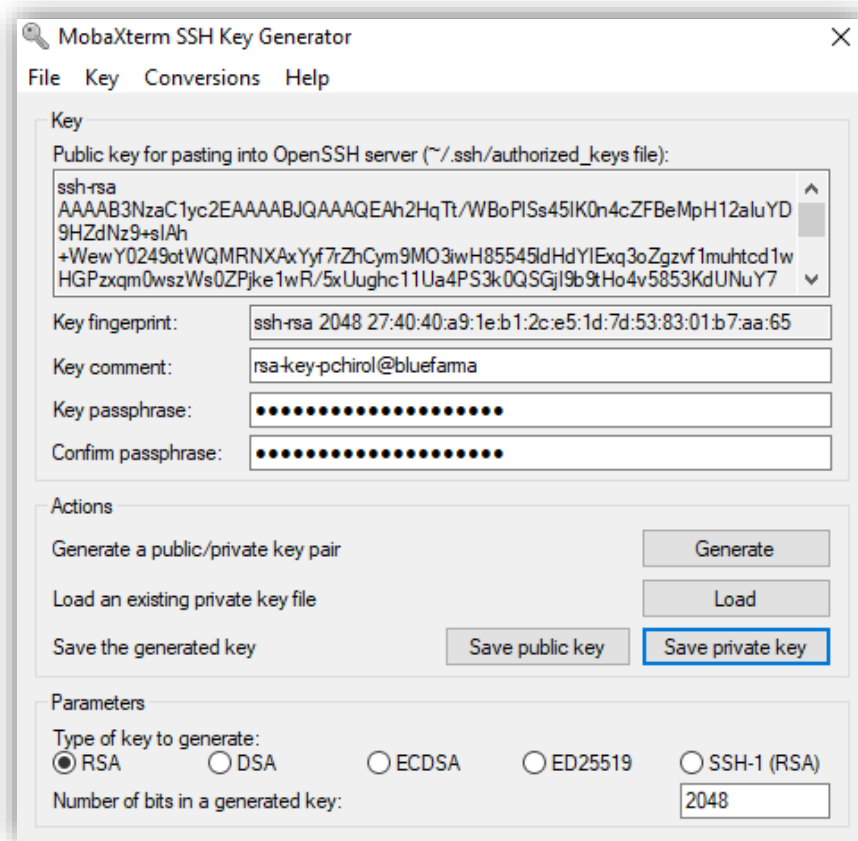 MobaXterm SSH Key Generator
File Key Conversions Help
Key
Public key for pasting into OpenSSH server (~/.ssh/authorized_keys file):
ssh-rsa
AAAAB3NzaC1yc2EAAAABJQAAAQEAh2HqTt/WBoPISs45IK0n4cZFBeMpH12aIuYD
9HZdNz9+sIAh
+WewY0249otWQMRNXAxYyf7rZhCym9MO3iwH85545IdHdYIExq3oZgzvf1muhtcd1w
HGPzxqm0wszWs0ZPjke1wR/5xUughc11Ua4PS3k0QSGjI9b9tHo4v5853KdUNuY7
Key fingerprint: ssh-rsa 2048 27:40:40:a9:1e:b1:2c:e5:1d:7d:53:83:01:b7:aa:65
Key comment: rsa-key-pchirol@bluefarma
Key passphrase: ••••••••••••••••••••
Confirm passphrase: ••••••••••••••••••••
Actions
Generate a public/private key pair Generate
Load an existing private key file Load
Save the generated key Save public key Save private key
Parameters
Type of key to generate:
RSA DSA ECDSA ED25519 SSH-1 (RSA)
Number of bits in a generated key: 2048